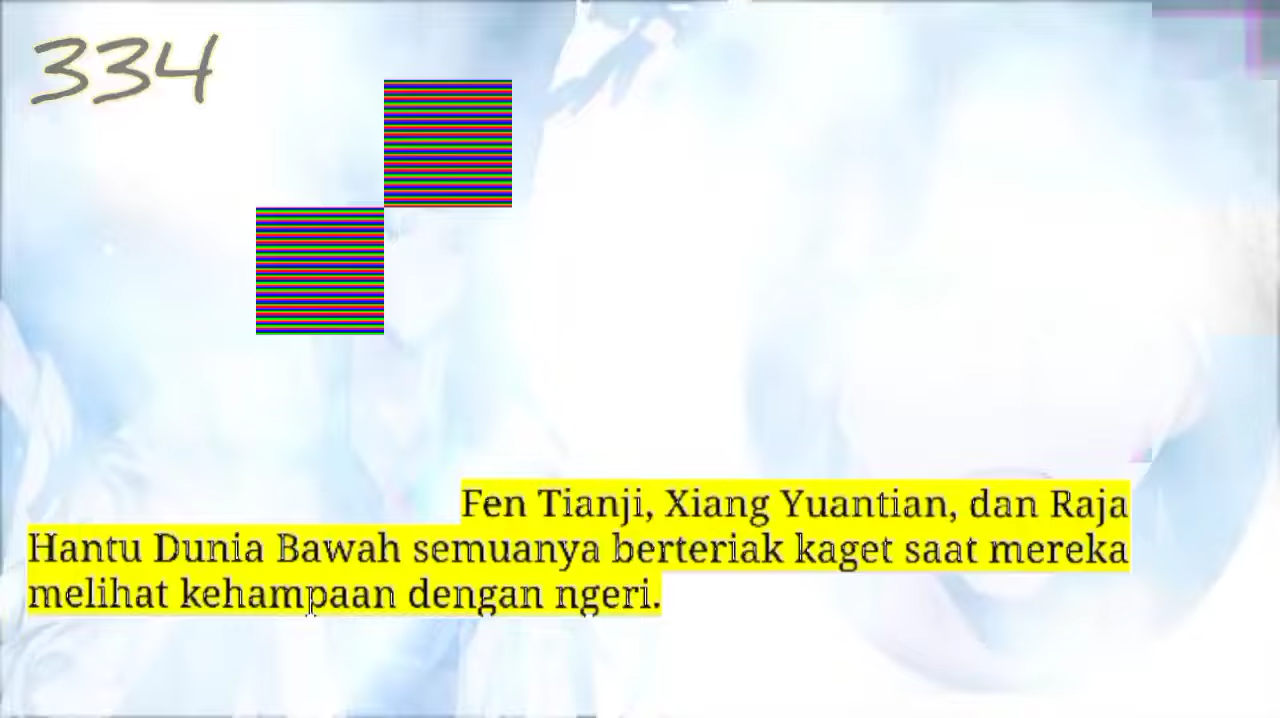 334
Fen Tianji, Xiang Yuantian, dan Raja
Hantu Dunia Bawah semuanya berteriak kaget saat mereka
melihat kehampaan dengan ngeri.